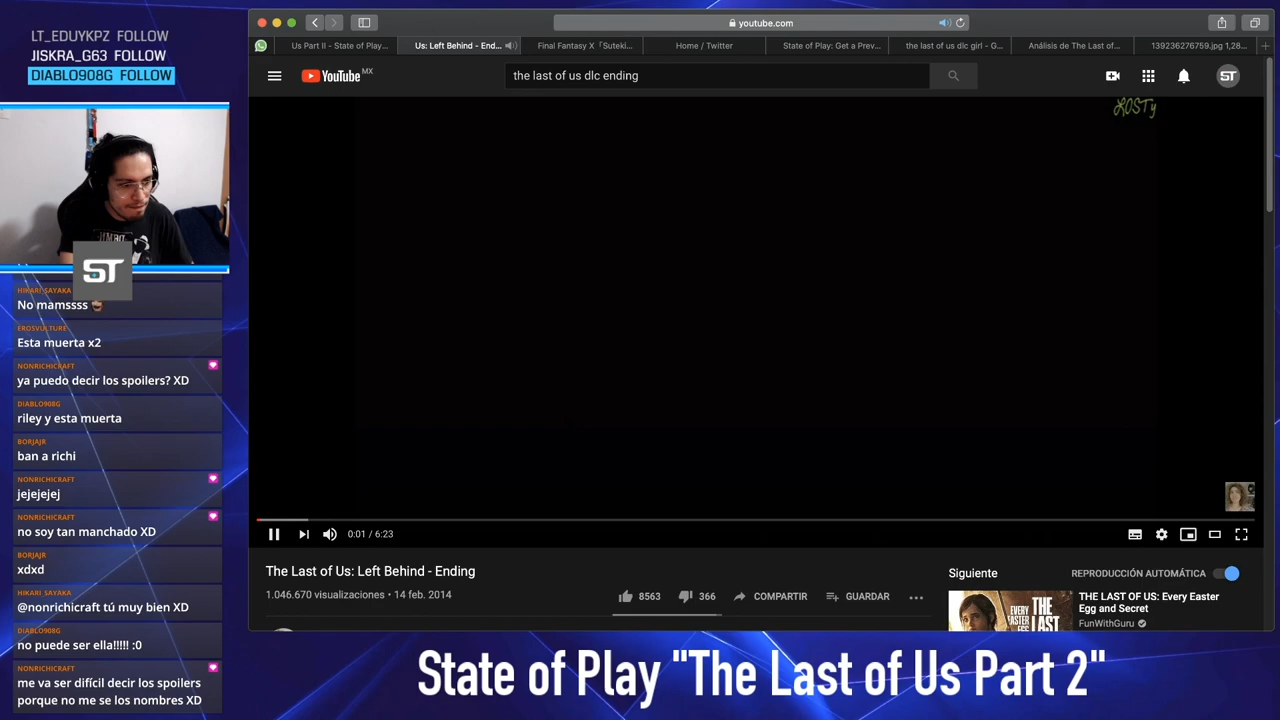 LT_EDUYKPZ FOLLOW
JISKRA_G63 FOLLOW
DIABLO908G FOLLOW
ST
HIKARI_SAYAKA
No mamssss
EROSVULTURE
Esta muerta x2
NONRICHICRAFT
ya puedo decir los spoilers? XD
DIABLO908G
riley y esta muerta
BORJAJR
ban a richi
NONRICHICRAFT
jejejejej
NONRICHICRAFT
no soy tan manchado XD
BORJAJR
xdxd
HIKARI_SAYAKA
@nonrichicraft tú muy bien XD
DIABLO908G
no puede ser ella!!!!! :0
NONRICHICRAFT
me va ser difícil decir los spoilers
porque no me se los nombres XD
youtube.com
Us Part II - State of Play...
Us: Left Behind - End...
Final Fantasy X「Suteki...
Home / Twitter
State of Play: Get a Prev...
the last of us dlc girl - G...
Análisis de The Last of...
139236276759.jpg 1,28...
YouTube MX
the last of us dlc ending
ST
LOSTy
0:01 / 6:23
The Last of Us: Left Behind - Ending
1.046.670 visualizaciones • 14 feb. 2014
8563
366
COMPARTIR
GUARDAR
Siguiente
REPRODUCCIÓN AUTOMÁTICA
EVERY
EASTER
EGG
THE
LAST
THE LAST OF US: Every Easter
Egg and Secret
FunWithGuru
State of Play "The Last of Us Part 2"